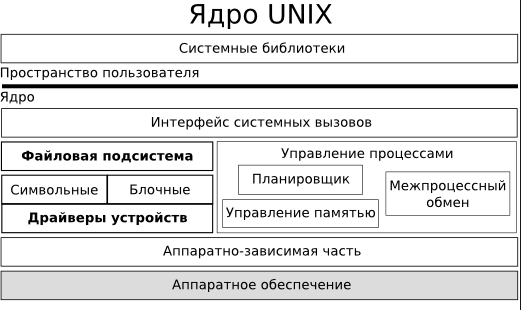 Ядро UNIX
Системные библиотеки
Пространство пользователя
Ядро
Интерфейс системных вызовов
Файловая подсистема
Символьные
Блочные
Драйверы устройств
Управление процессами
Планировщик
Управление памятью
Межпроцессный
обмен
Аппаратно-зависимая часть
Аппаратное обеспечение